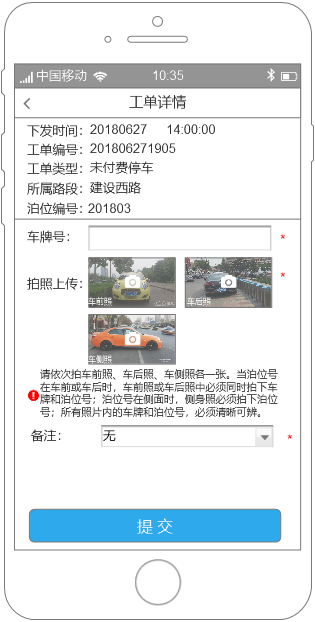 中国移动 10:35
工单详情
下发时间：20180627 14:00:00
工单编号：201806271905
工单类型：未付费停车
所属路段：建设西路
泊位编号：201803
车牌号： *
拍照上传： *
车前照 车后照
车侧照
请依次拍车前照、车后照、车侧照各一张。当泊位号
在车前或车后时，车前照或车后照中必须同时拍下车
牌和泊位号；泊位号在侧面时，侧身照必须拍下泊位
号；所有照片内的车牌和泊位号，必须清晰可辨。
备注： 无 *
提交